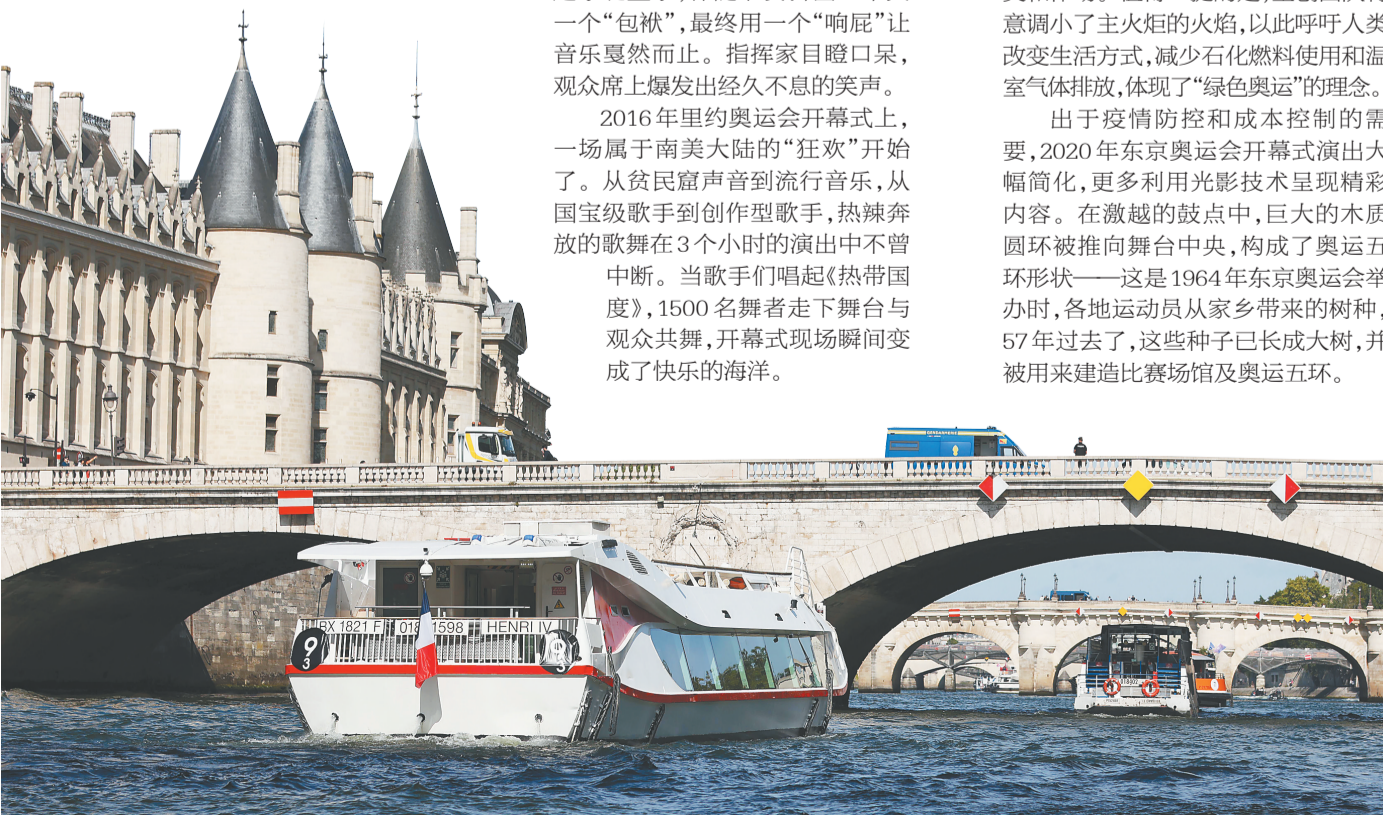 一个“包袱”，最终用一个“响屁”让
音乐戛然而止。指挥家目瞪口呆，
观众席上爆发出经久不息的笑声。
2016年里约奥运会开幕式上，
一场属于南美大陆的“狂欢”开始
了。从贫民窟声音到流行音乐，从
国宝级歌手到创作型歌手，热辣奔
放的歌舞在3个小时的演出中不曾
中断。当歌手们唱起《热带国
度》，1500名舞者走下舞台与
观众共舞，开幕式现场瞬间变
成了快乐的海洋。
意调小了主火炬的火焰，以此呼吁人类
改变生活方式，减少石化燃料使用和温
室气体排放，体现了“绿色奥运”的理念。
出于疫情防控和成本控制的需
要，2020年东京奥运会开幕式演出大
幅简化，更多利用光影技术呈现精彩
内容。在激越的鼓点中，巨大的木质
圆环被推向舞台中央，构成了奥运五
环形状——这是1964年东京奥运会举
办时，各地运动员从家乡带来的树种，
57年过去了，这些种子已长成大树，并
被用来建造比赛场馆及奥运五环。
RX 1821 F
1598
HENRI IV
9
3